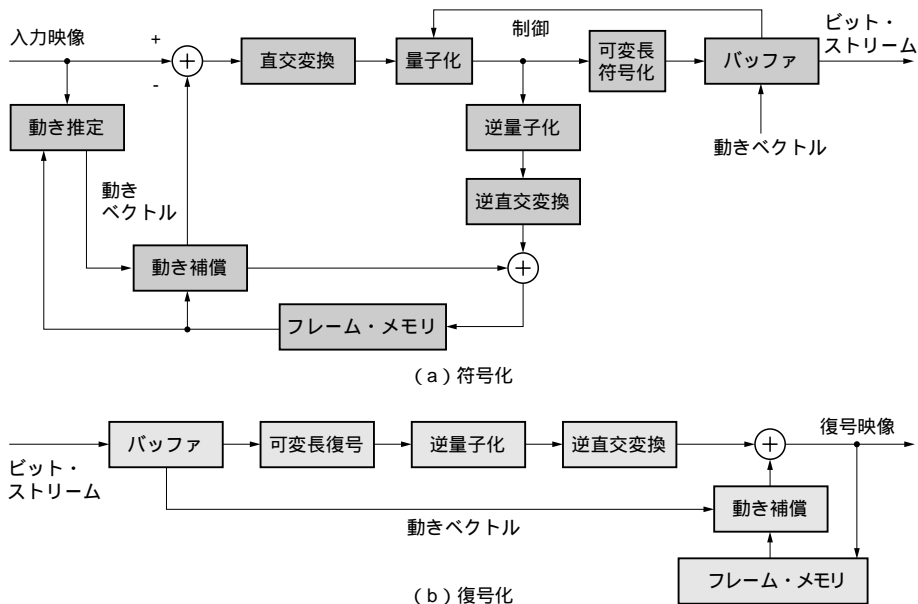 入力映像
+
-
直交変換
量子化
制御
可変長
符号化
バッファ
ビット・
ストリーム
動き推定
逆量子化
動きベクトル
動き
ベクトル
逆直交変換
動き補償
+
+
フレーム・メモリ
（a）符号化
ビット・
ストリーム
バッファ
可変長復号
逆量子化
逆直交変換
+
復号映像
動き補償
動きベクトル
フレーム・メモリ
（b）復号化